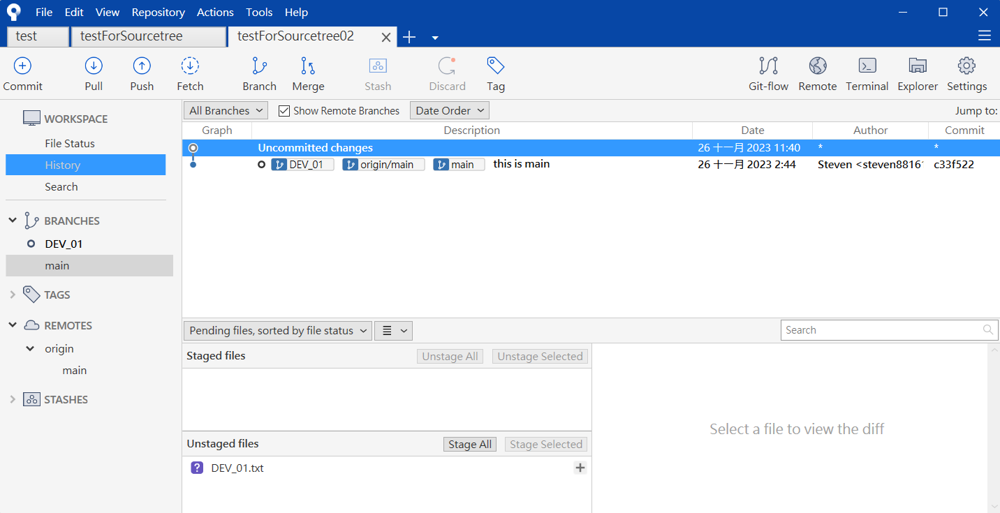 File Edit View Repository Actions Tools Help
test testForSourcetree testForSourcetree02
Commit Pull Push Fetch Branch Merge Stash Discard Tag Git-flow Remote Terminal Explorer Settings
WORKSPACE
File Status
History
Search
BRANCHES
DEV_01
main
TAGS
REMOTES
origin
main
STASHES
All Branches Show Remote Branches Date Order Jump to:
Graph Description Date Author Commit
Uncommitted changes 26 十一月 2023 11:40 * *
DEV_01 origin/main main this is main 26 十一月 2023 2:44 Steven <steven8816 c33f522
Pending files, sorted by file status Search
Staged files Unstage All Unstage Selected
Unstaged files Stage All Stage Selected
? DEV_01.txt
Select a file to view the diff